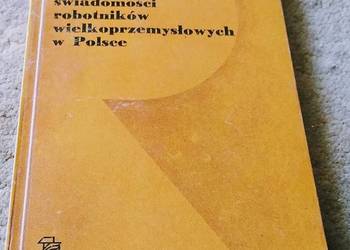 świadomości
robotników
wielkoprzemysłowych
w Polsce